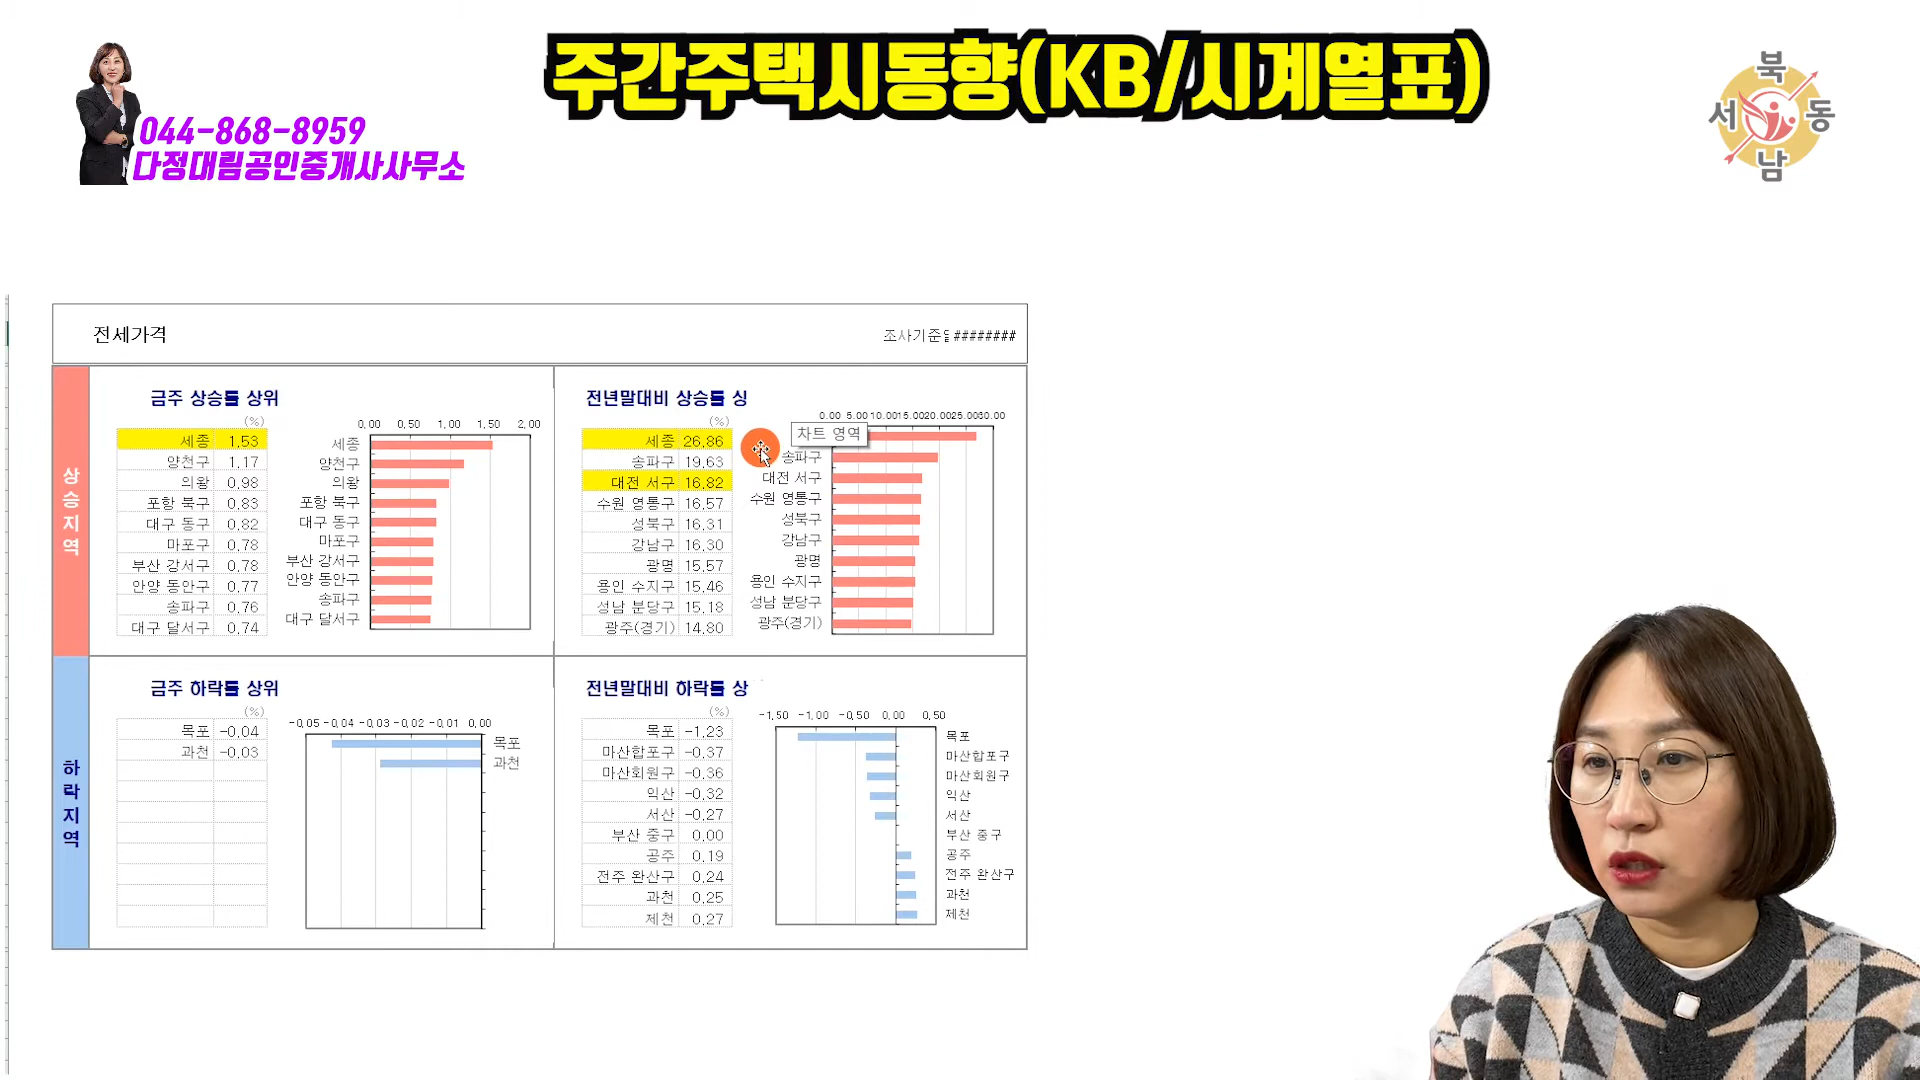 주간주택시동향(KB/시계열표)
044-868-8959
다정대림공인중개사사무소
북
서 동
남
전세가격
조사기준일 ########
상승지역
금주 상승률 상위
(%)
세종 1.53
양천구 1.17
의왕 0.98
포항 북구 0.83
대구 동구 0.82
마포구 0.78
부산 강서구 0.78
안양 동안구 0.77
송파구 0.76
대구 달서구 0.74
0.00 0.50 1.00 1.50 2.00
세종
양천구
의왕
포항 북구
대구 동구
마포구
부산 강서구
안양 동안구
송파구
대구 달서구
전년말대비 상승률 상
(%)
세종 26.86
송파구 19.63
대전 서구 16.82
수원 영통구 16.57
성북구 16.31
강남구 16.30
광명 15.57
용인 수지구 15.46
성남 분당구 15.18
광주(경기) 14.80
0.00 5.00 10.00 15.00 20.00 25.00 30.00
차트 영역
송파구
대전 서구
수원 영통구
성북구
강남구
광명
용인 수지구
성남 분당구
광주(경기)
하락지역
금주 하락률 상위
(%)
목포 -0.04
과천 -0.03
-0.05 -0.04 -0.03 -0.02 -0.01 0.00
목포
과천
전년말대비 하락률 상
(%)
목포 -1.23
마산합포구 -0.37
마산회원구 -0.36
익산 -0.32
서산 -0.27
부산 중구 0.00
공주 0.19
전주 완산구 0.24
과천 0.25
제천 0.27
-1.50 -1.00 -0.50 0.00 0.50
목포
마산합포구
마산회원구
익산
서산
부산 중구
공주
전주 완산구
과천
제천